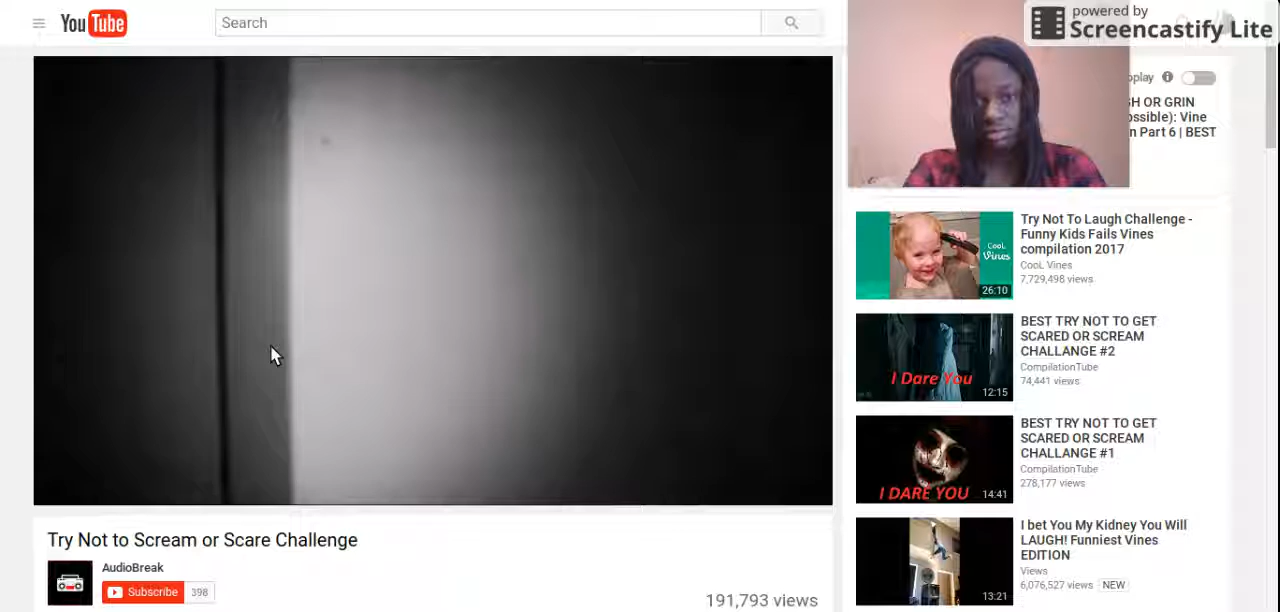 YouTube
Search
powered by
Screencastify Lite
play
H OR GRIN
ossible): Vine
n Part 6 | BEST
Try Not To Laugh Challenge -
Funny Kids Fails Vines
compilation 2017
CooL Vines
7,729,498 views
CooL
Vines
26:10
BEST TRY NOT TO GET
SCARED OR SCREAM
CHALLANGE #2
CompilationTube
74,441 views
I Dare You
12:15
BEST TRY NOT TO GET
SCARED OR SCREAM
CHALLANGE #1
CompilationTube
278,177 views
I DARE YOU
14:41
I bet You My Kidney You Will
LAUGH! Funniest Vines
EDITION
Views
6,076,527 views NEW
13:21
Try Not to Scream or Scare Challenge
AudioBreak
Subscribe 398
191,793 views